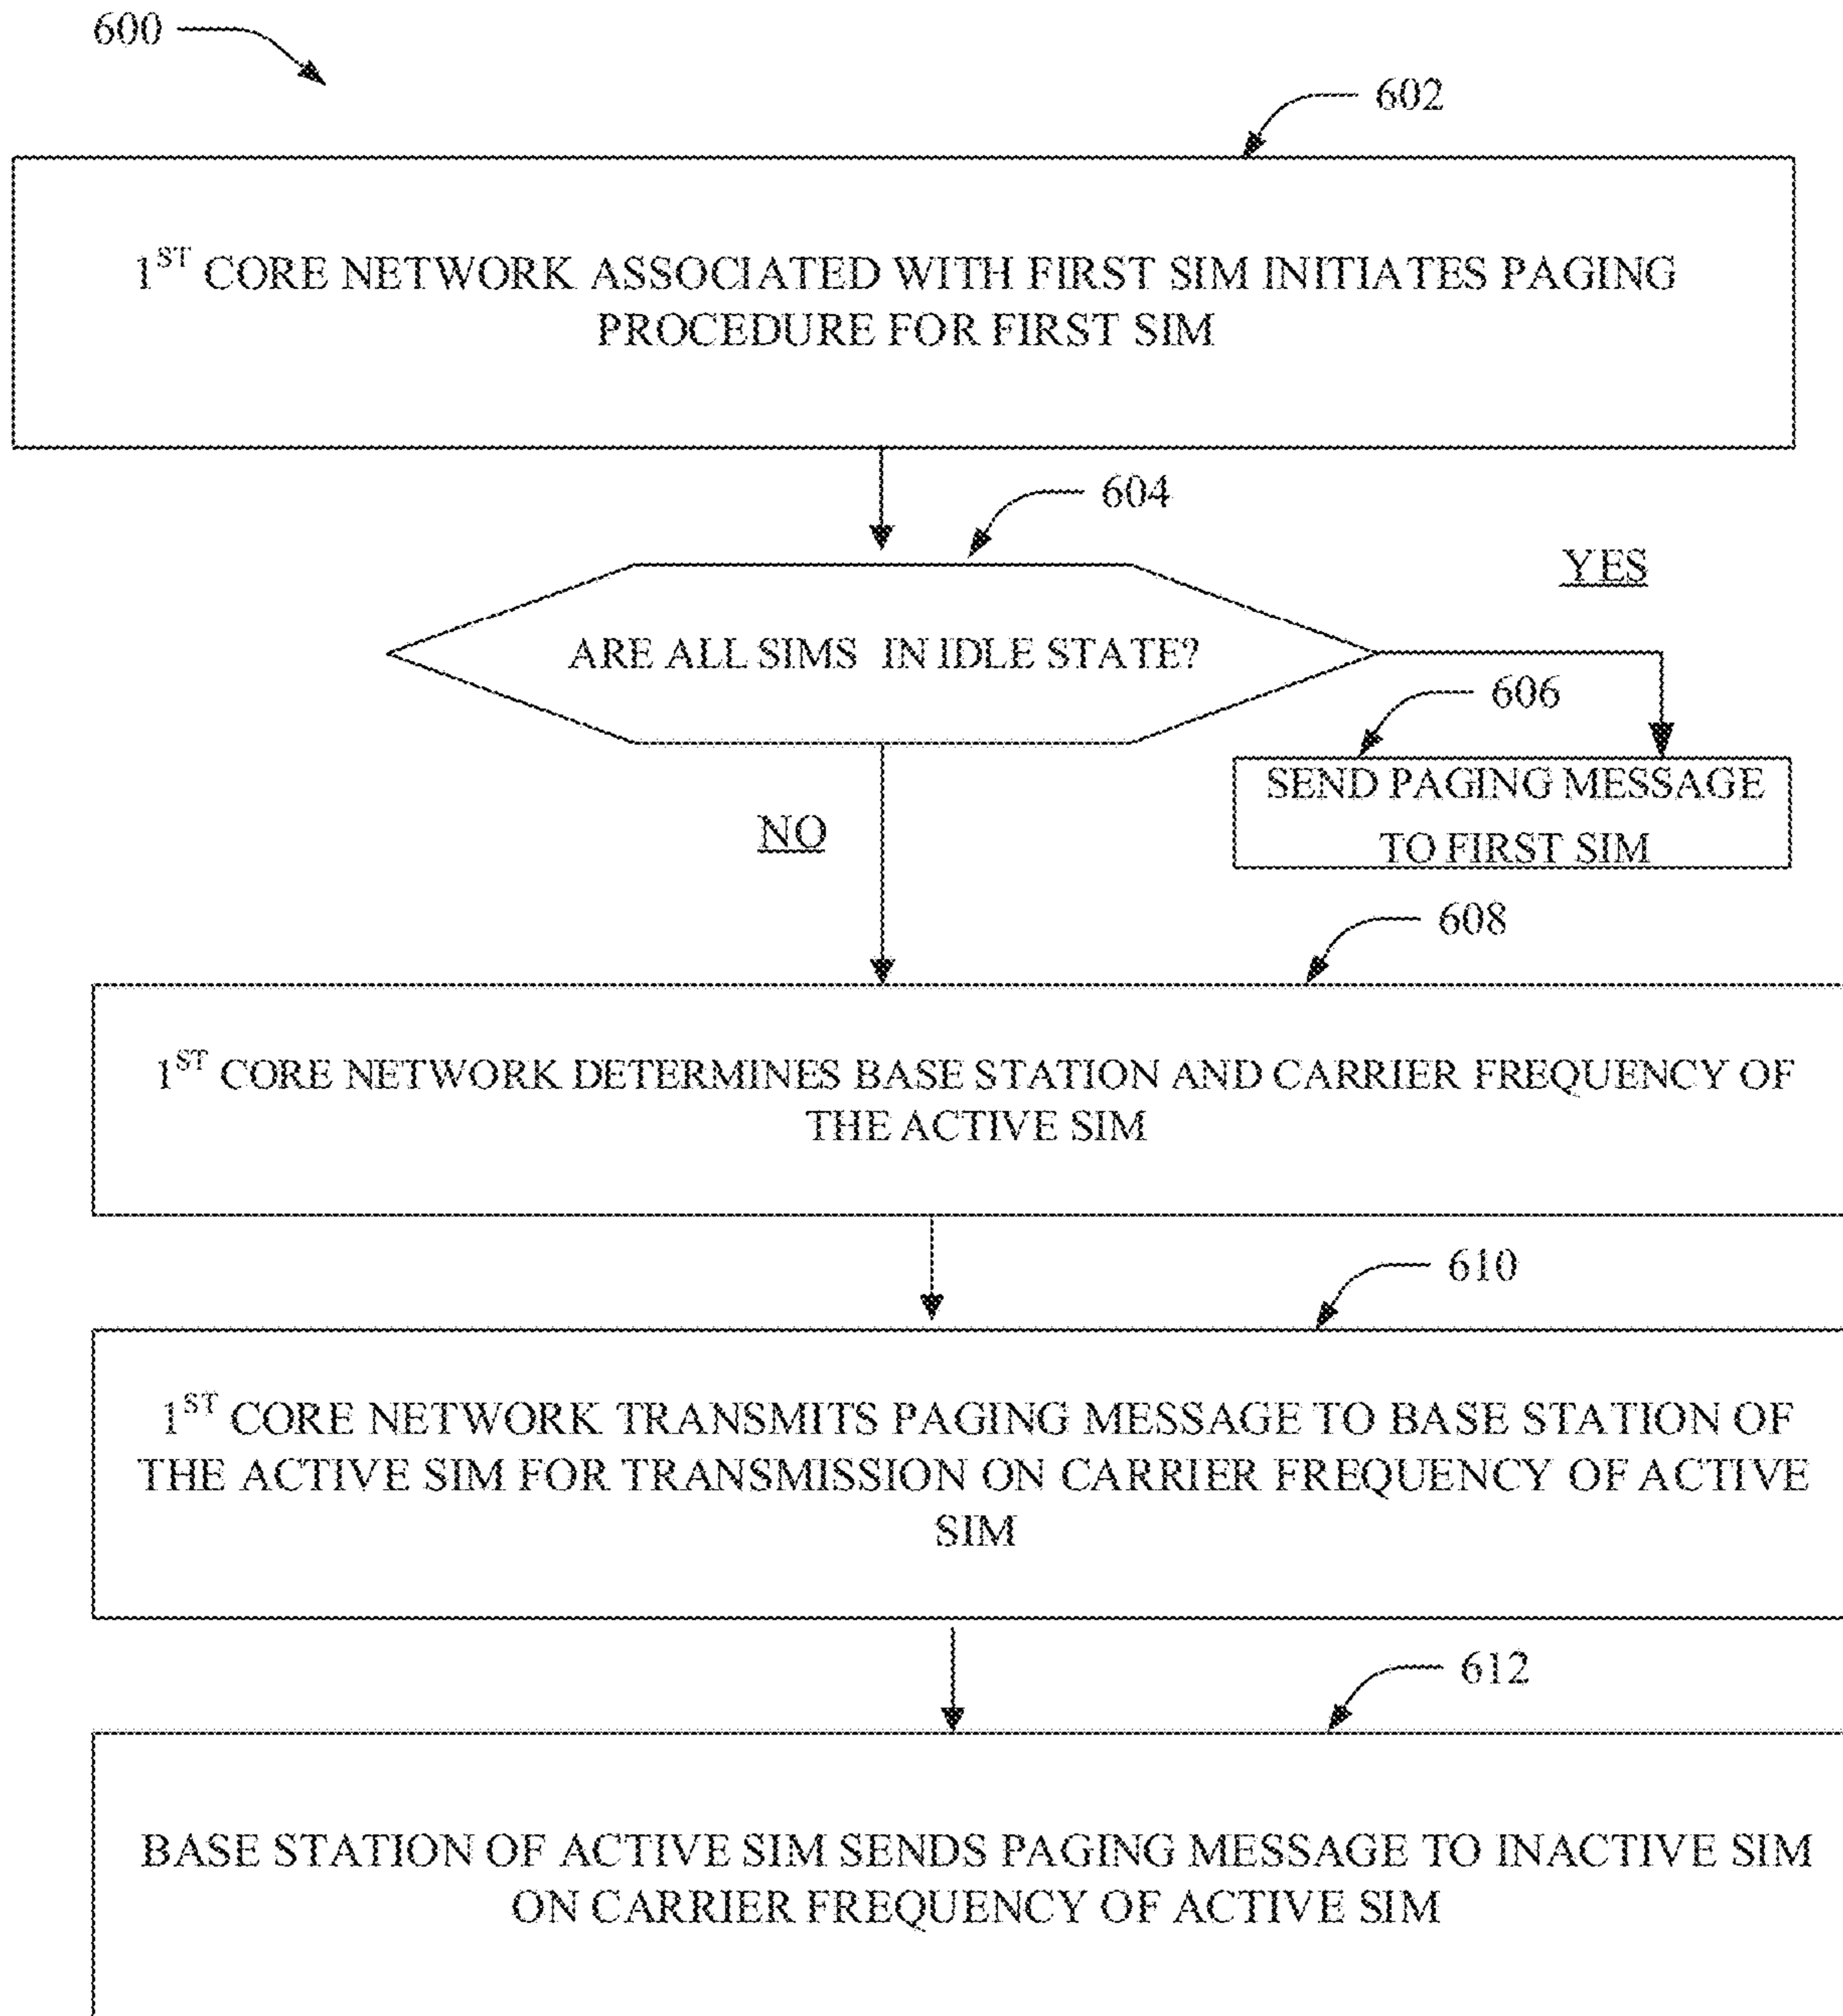 600
602
1ST CORE NETWORK ASSOCIATED WITH FIRST SIM INITIATES PAGING
PROCEDURE FOR FIRST SIM
604
YES
ARE ALL SIMS IN IDLE STATE?
606
SEND PAGING MESSAGE
TO FIRST SIM
NO
608
1ST CORE NETWORK DETERMINES BASE STATION AND CARRIER FREQUENCY OF
THE ACTIVE SIM
610
1ST CORE NETWORK TRANSMITS PAGING MESSAGE TO BASE STATION OF
THE ACTIVE SIM FOR TRANSMISSION ON CARRIER FREQUENCY OF ACTIVE
SIM
612
BASE STATION OF ACTIVE SIM SENDS PAGING MESSAGE TO INACTIVE SIM
ON CARRIER FREQUENCY OF ACTIVE SIM